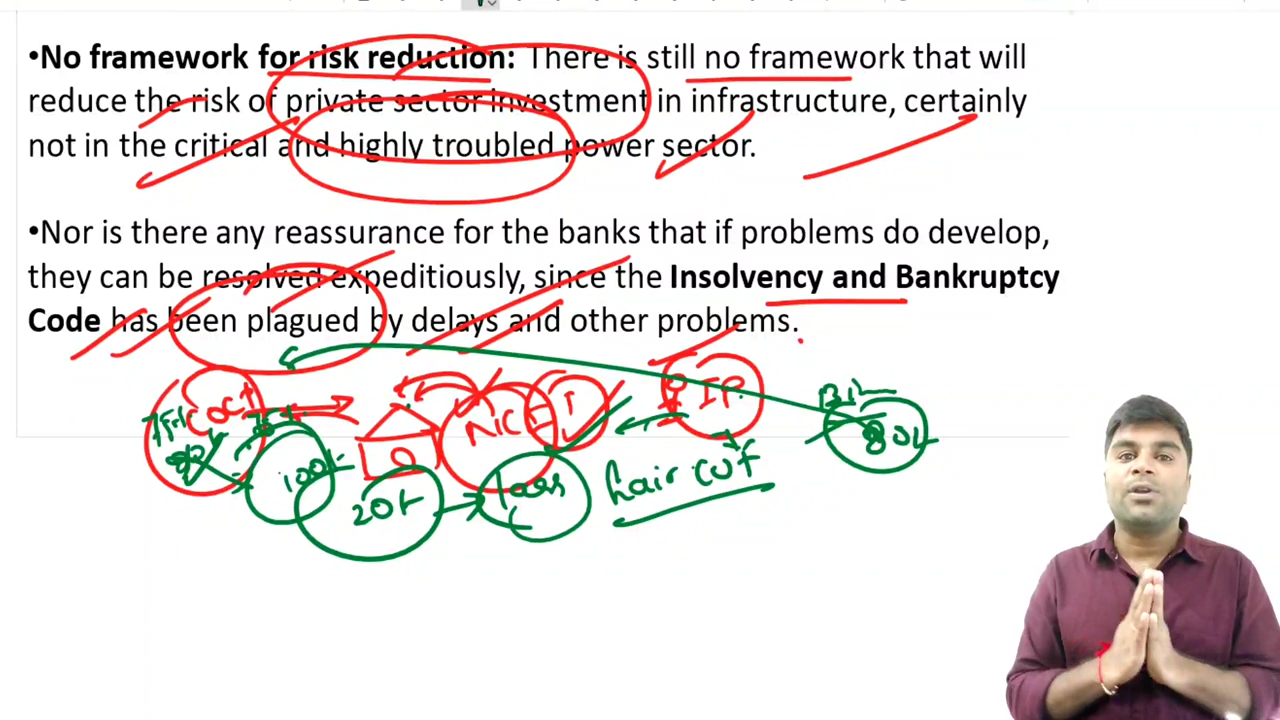 •No framework for risk reduction: There is still no framework that will
reduce the risk of private sector investment in infrastructure, certainly
not in the critical and highly troubled power sector.
•Nor is there any reassurance for the banks that if problems do develop,
they can be resolved expeditiously, since the Insolvency and Bankruptcy
Code has been plagued by delays and other problems.
IP
80
100
20
loss
hair cut